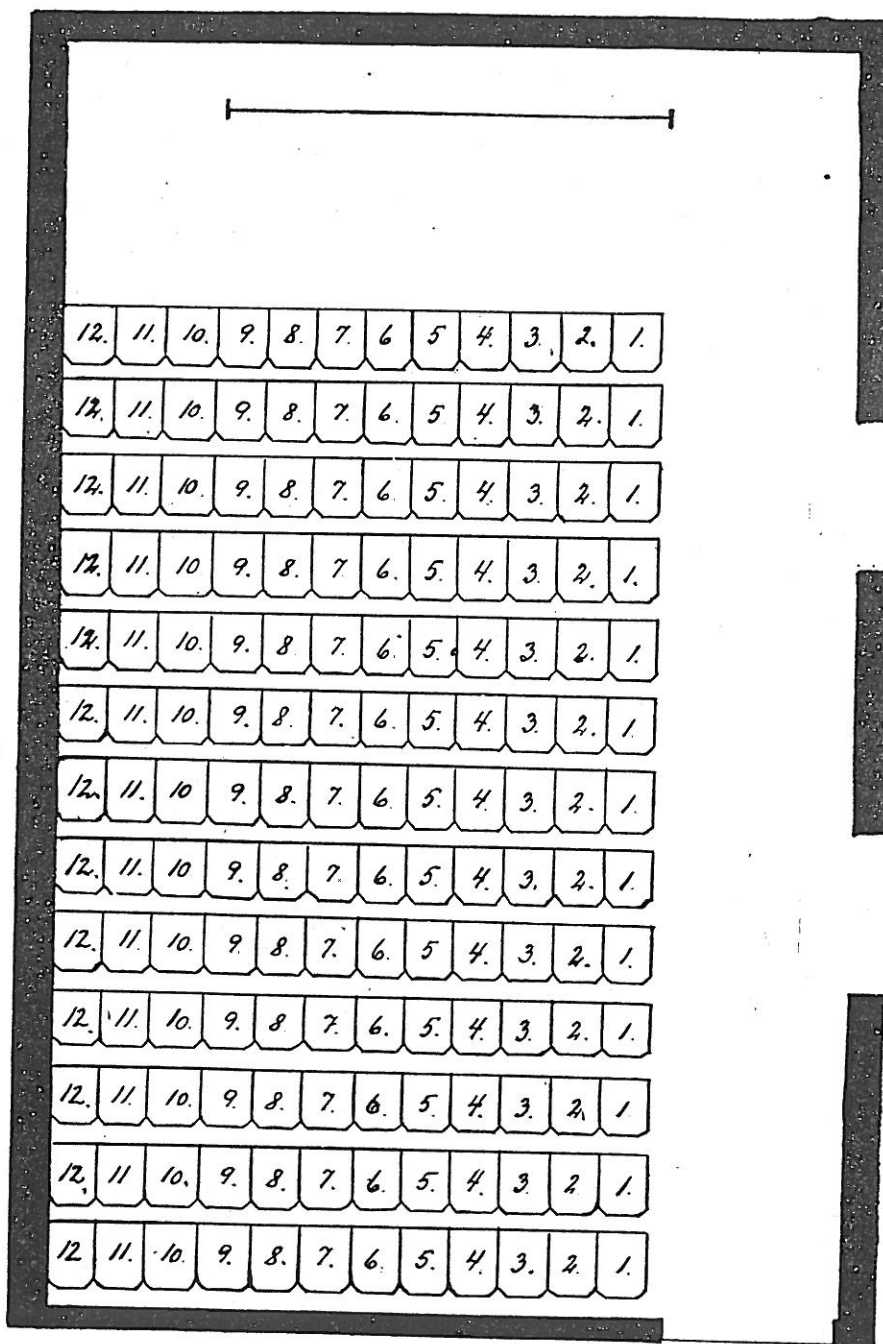 12. 11. 10. 9. 8. 7. 6 5 4. 3. 2. 1.
12. 11. 10. 9. 8. 7. 6. 5 4. 3. 2. 1.
12. 11. 10. 9. 8. 7. 6. 5. 4. 3. 2. 1.
12. 11. 10 9. 8. 7. 6. 5. 4. 3. 2. 1.
12. 11. 10. 9. 8. 7. 6. 5. 4. 3. 2. 1.
12. 11. 10. 9. 8. 7. 6. 5. 4. 3. 2. 1.
12. 11. 10 9. 8. 7. 6. 5. 4. 3. 2. 1.
12. 11. 10 9. 8. 7. 6. 5. 4. 3. 2. 1.
12. 11. 10. 9. 8. 7. 6. 5 4. 3. 2. 1.
12. 11. 10. 9. 8. 7. 6. 5. 4. 3. 2. 1.
12. 11. 10. 9. 8. 7. 6. 5. 4. 3. 2. 1.
12. 11 10. 9. 8. 7. 6. 5. 4. 3. 2 1.
12 11. 10. 9. 8. 7. 6. 5. 4. 3. 2. 1.